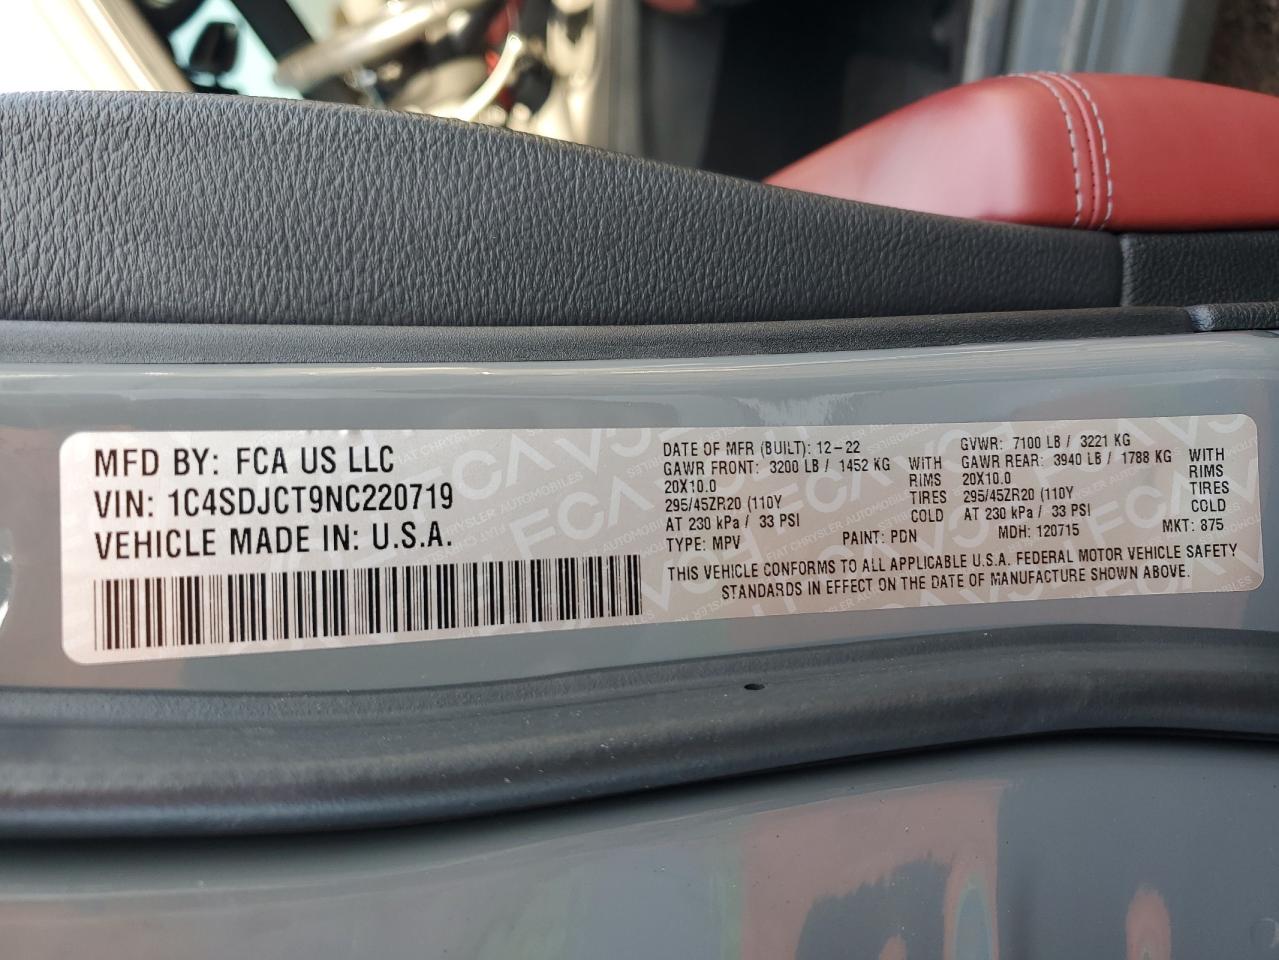 MFD BY: FCA US LLC
VIN: 1C4SDJCT9NC220719
VEHICLE MADE IN: U.S.A.
DATE OF MFR (BUILT): 12-22 GVWR: 7100 LB / 3221 KG
GAWR FRONT: 3200 LB / 1452 KG WITH GAWR REAR: 3940 LB / 1788 KG WITH
20X10.0 RIMS 20X10.0 RIMS
295/45ZR20 (110Y TIRES 295/45ZR20 (110Y TIRES
AT 230 kPa / 33 PSI COLD AT 230 kPa / 33 PSI COLD
TYPE: MPV PAINT: PDN MDH: 120715 MKT: 875
THIS VEHICLE CONFORMS TO ALL APPLICABLE U.S.A. FEDERAL MOTOR VEHICLE SAFETY
STANDARDS IN EFFECT ON THE DATE OF MANUFACTURE SHOWN ABOVE.